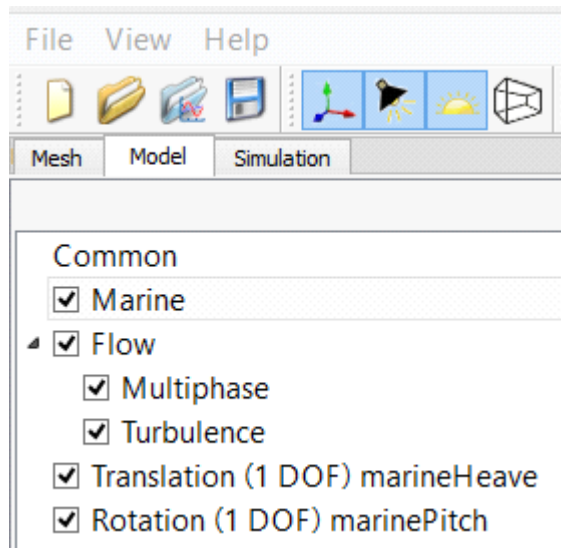 File View Help
Mesh Model Simulation
Common
Marine
Flow
Multiphase
Turbulence
Translation (1 DOF) marineHeave
Rotation (1 DOF) marinePitch